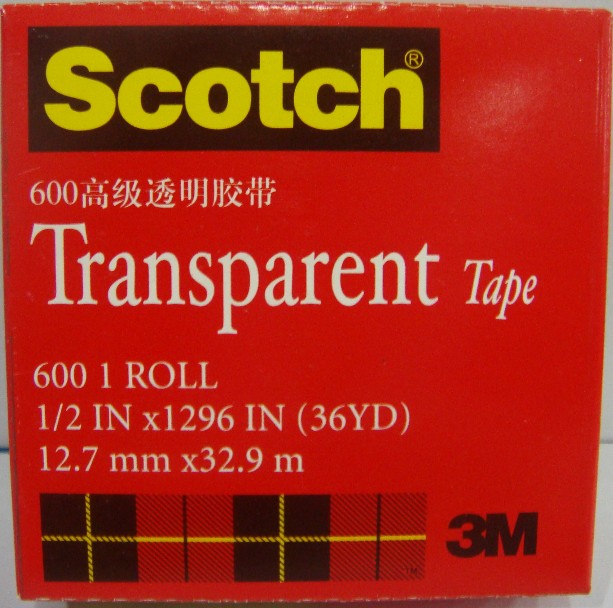 Scotch®
600高级透明胶带
Transparent Tape
600 1 ROLL
1/2 IN x1296 IN (36YD)
12.7 mm x32.9 m
TM
3M